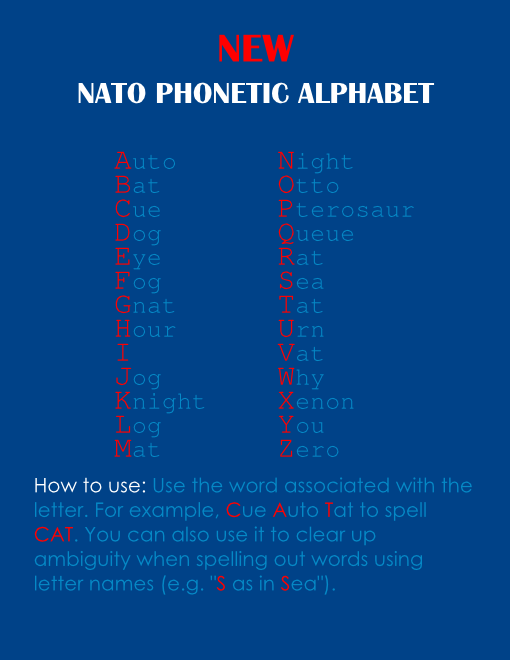 NEW
NATO PHONETIC ALPHABET
Auto
Bat
Cue
Dog
Eye
Fog
Gnat
Hour
I
Jog
Knight
Log
Mat
Night
Otto
Pterosaur
Queue
Rat
Sea
Tat
Urn
Vat
Why
Xenon
You
Zero
How to use: Use the word associated with the
letter. For example, Cue Auto Tat to spell
CAT. You can also use it to clear up
ambiguity when spelling out words using
letter names (e.g. "S as in Sea").